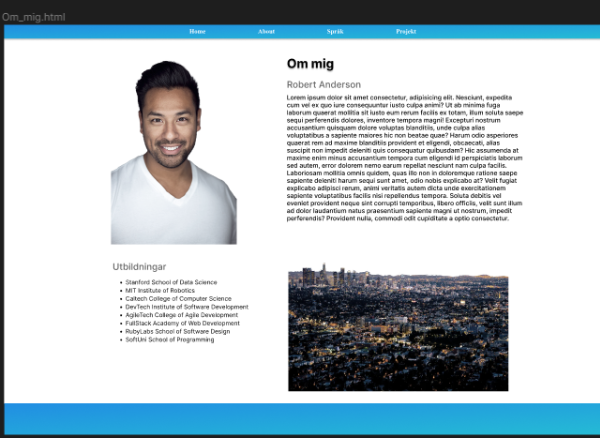 Om_mig.html
Home About Språk Projekt
Om mig
Robert Anderson
Lorem ipsum dolor sit amet consectetur, adipisicing elit. Nesciunt, expedita
cum vel ex quo iure consequuntur iusto culpa animi? Ut ab minima fuga
laborum quaerat mollitia sit iusto eum rerum facilis ex totam, illum soluta saepe
sequi perferendis dolores, inventore tempora magni! Excepturi nostrum
accusantium quisquam dolore voluptas blanditiis, unde culpa alias
voluptatibus a sapiente maiores hic non beatae quae? Harum odio asperiores
quaerat rem ad maxime blanditiis provident et eligendi, obcaecati, alias
suscipit non impedit deleniti quis consequatur quibusdam? Hic assumenda at
maxime enim minus accusantium tempora cum eligendi id perspiciatis laborum
sed autem, error dolorem nemo earum repellat nesciunt nam culpa facilis.
Laboriosam mollitia omnis quidem, quas illo non in doloremque ratione saepe
sapiente deleniti harum sequi sunt amet, odio nobis explicabo at? Velit fugiat
explicabo adipisci rerum, animi veritatis autem dicta unde exercitationem
sapiente voluptatibus facilis nisi repellendus tempora. Soluta debitis vel
eveniet provident neque sint corrupti temporibus, libero officiis, velit sunt illum
ad dolor laudantium natus praesentium sapiente magni ut nostrum, impedit
perferendis? Provident nulla, commodi odit cupiditate a optio consectetur.
Utbildningar
Stanford School of Data Science
MIT Institute of Robotics
Caltech College of Computer Science
DevTech Institute of Software Development
AgileTech College of Agile Development
FullStack Academy of Web Development
RubyLabs School of Software Design
SoftUni School of Programming